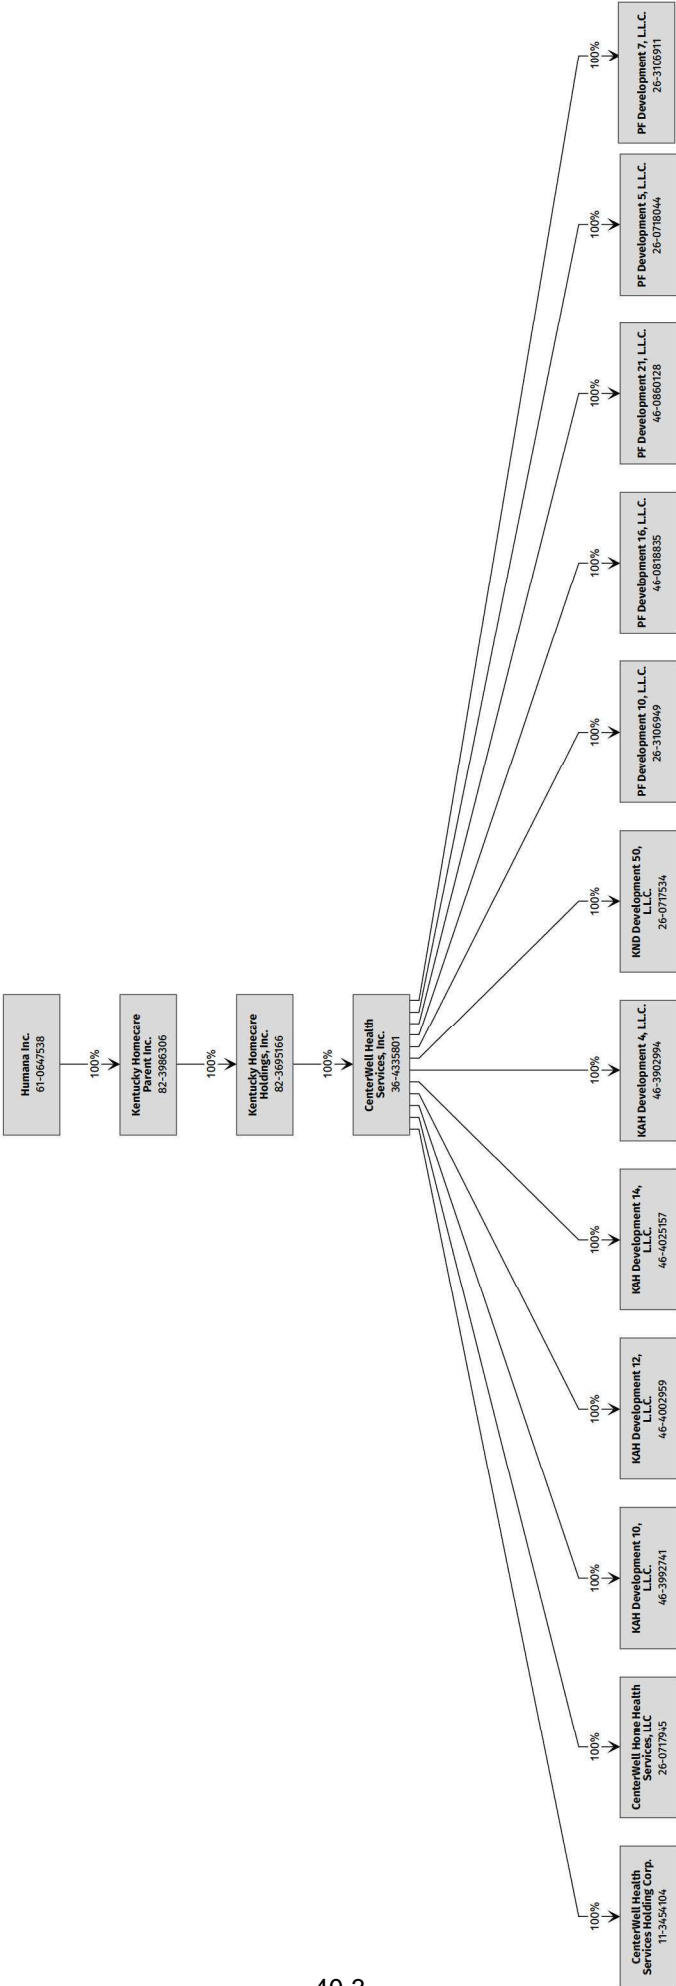 Humana Inc.
61-0647538
100%
Kentucky Homecare
Parent Inc.
82-3986306
100%
Kentucky Homecare
Holdings, Inc.
82-3695166
100%
CenterWell Health
Services, Inc.
36-4335801
100%
CenterWell Health
Services Holding Corp.
11-3454104
100%
CenterWell Home Health
Services, LLC
26-0717945
100%
KAH Development 10,
L.L.C.
46-3992741
100%
KAH Development 12,
L.L.C.
46-4002959
100%
KAH Development 14,
L.L.C.
46-4025157
100%
KAH Development 4, L.L.C.
46-3902994
100%
KND Development 50,
L.L.C.
26-0717534
100%
PF Development 10, L.L.C.
26-3106949
100%
PF Development 16, L.L.C.
46-0818835
100%
PF Development 21, L.L.C.
46-0860128
100%
PF Development 5, L.L.C.
26-0718044
100%
PF Development 7, L.L.C.
26-3105911